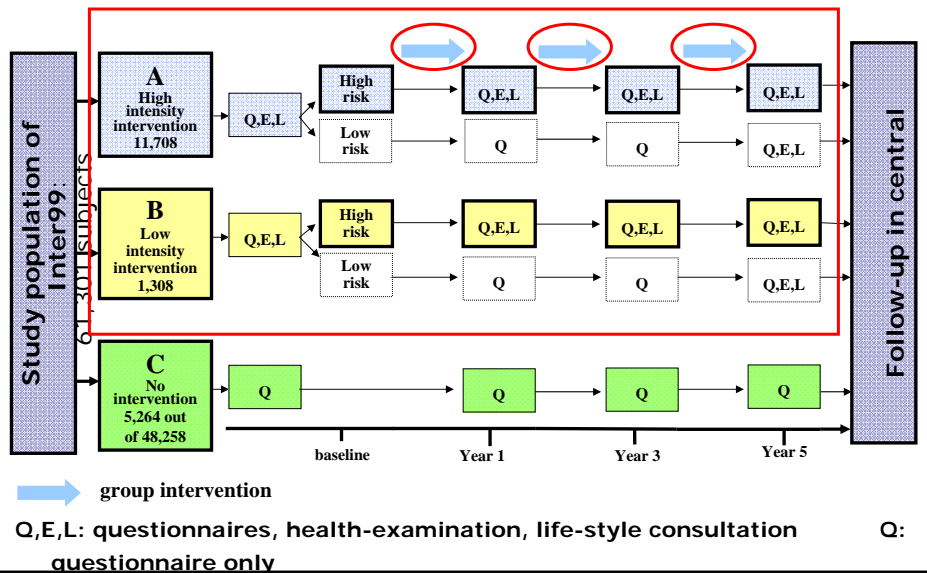 Study population of
Inter99:
61,301 subjects
A
High
intensity
intervention
11,708
Q,E,L
High
risk
Low
risk
Q,E,L
Q
Q,E,L
Q
Q,E,L
Q,E,L
B
Low
intensity
intervention
1,308
Q,E,L
High
risk
Low
risk
Q,E,L
Q
Q,E,L
Q
Q,E,L
Q,E,L
C
No
intervention
5,264 out
of 48,258
Q
Q
Q
Q
baseline
Year 1
Year 3
Year 5
Follow-up in central
group intervention
Q,E,L: questionnaires, health-examination, life-style consultation Q:
questionnaire only